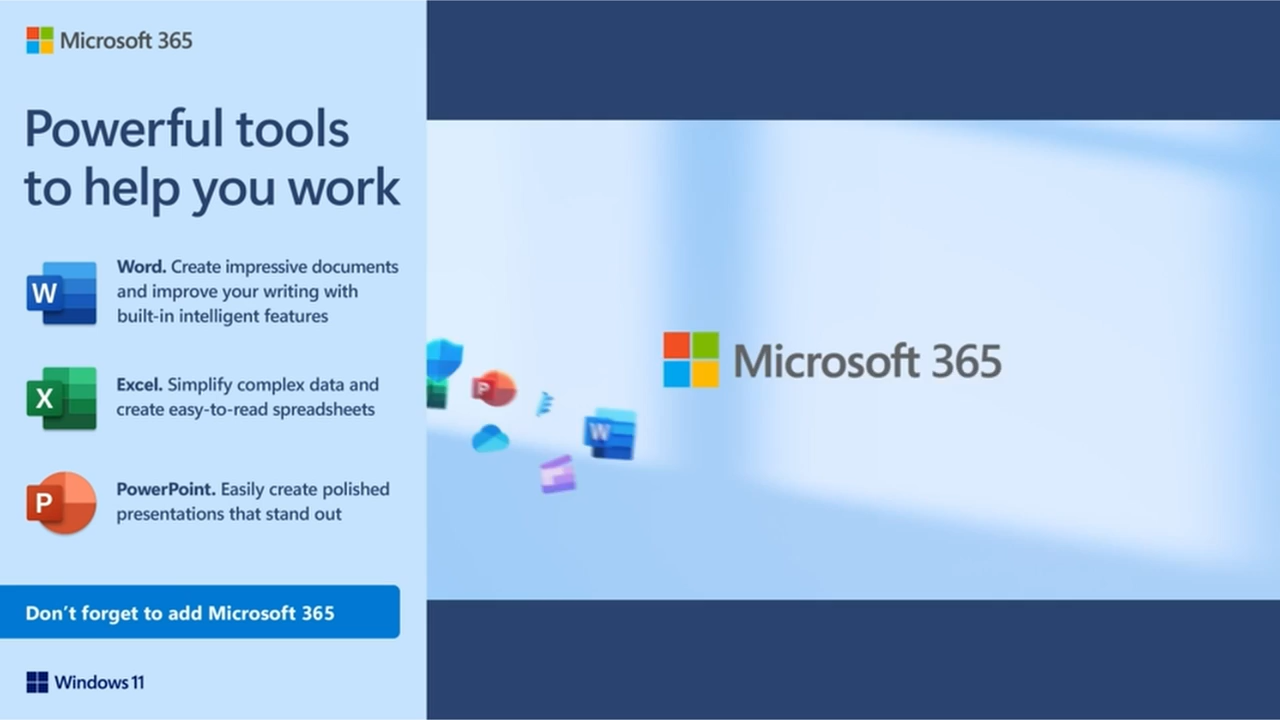 Microsoft 365
Powerful tools
to help you work
W
Word. Create impressive documents
and improve your writing with
built-in intelligent features
X
Excel. Simplify complex data and
create easy-to-read spreadsheets
P
PowerPoint. Easily create polished
presentations that stand out
Don't forget to add Microsoft 365
Windows 11
Microsoft 365
P
W